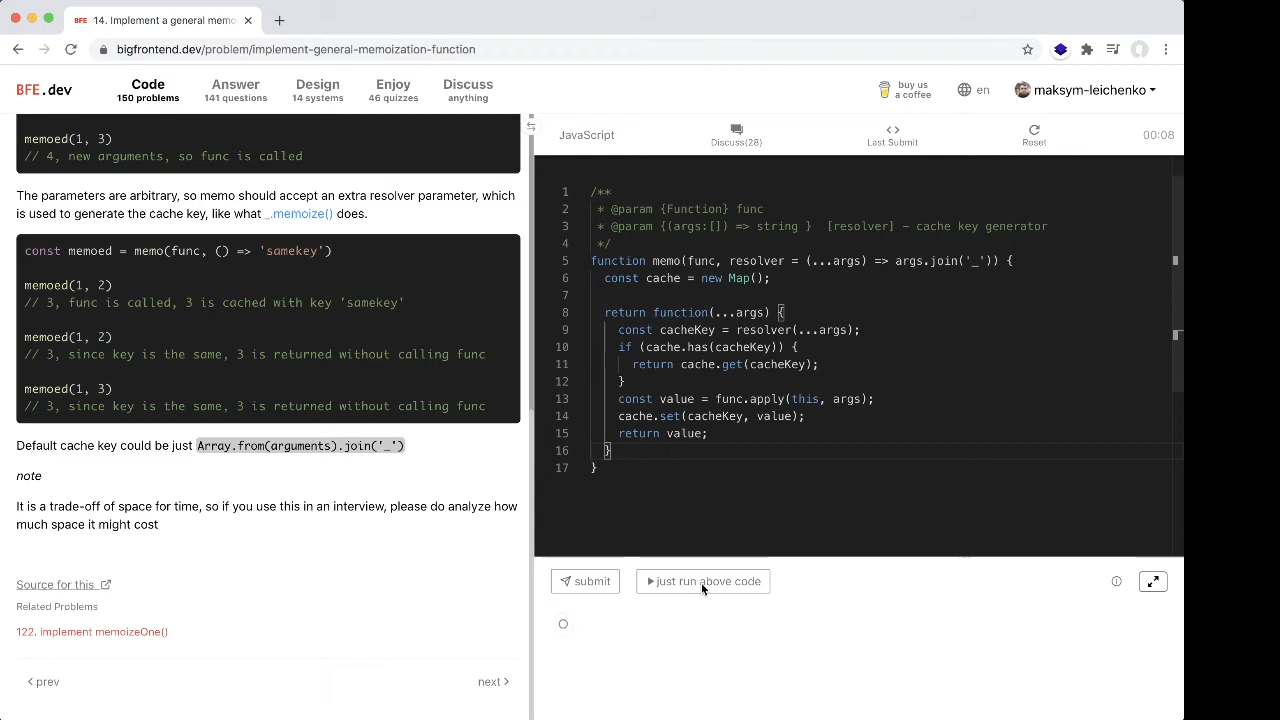 BFE 14. Implement a general memo
bigfrontend.dev/problem/implement-general-memoization-function
BFE.dev
Code
150 problems
Answer
141 questions
Design
14 systems
Enjoy
46 quizzes
Discuss
anything
buy us
a coffee
en
maksym-leichenko
memoed(1, 3)
// 4, new arguments, so func is called
The parameters are arbitrary, so memo should accept an extra resolver parameter, which
is used to generate the cache key, like what _.memoize() does.
const memoed = memo(func, () => 'samekey')
memoed(1, 2)
// 3, func is called, 3 is cached with key 'samekey'
memoed(1, 2)
// 3, since key is the same, 3 is returned without calling func
memoed(1, 3)
// 3, since key is the same, 3 is returned without calling func
Default cache key could be just Array.from(arguments).join('_')
note
It is a trade-off of space for time, so if you use this in an interview, please do analyze how
much space it might cost
Source for this
Related Problems
122. implement memoizeOne()
prev
next
JavaScript
Discuss(28)
Last Submit
Reset
00:08
1 /**
2 * @param {Function} func
3 * @param {(args:[]) => string } [resolver] - cache key generator
4 */
5 function memo(func, resolver = (...args) => args.join('_')) {
6 const cache = new Map();
7
8 return function(...args) {
9 const cacheKey = resolver(...args);
10 if (cache.has(cacheKey)) {
11 return cache.get(cacheKey);
12 }
13 const value = func.apply(this, args);
14 cache.set(cacheKey, value);
15 return value;
16 }
17 }
submit
just run above code